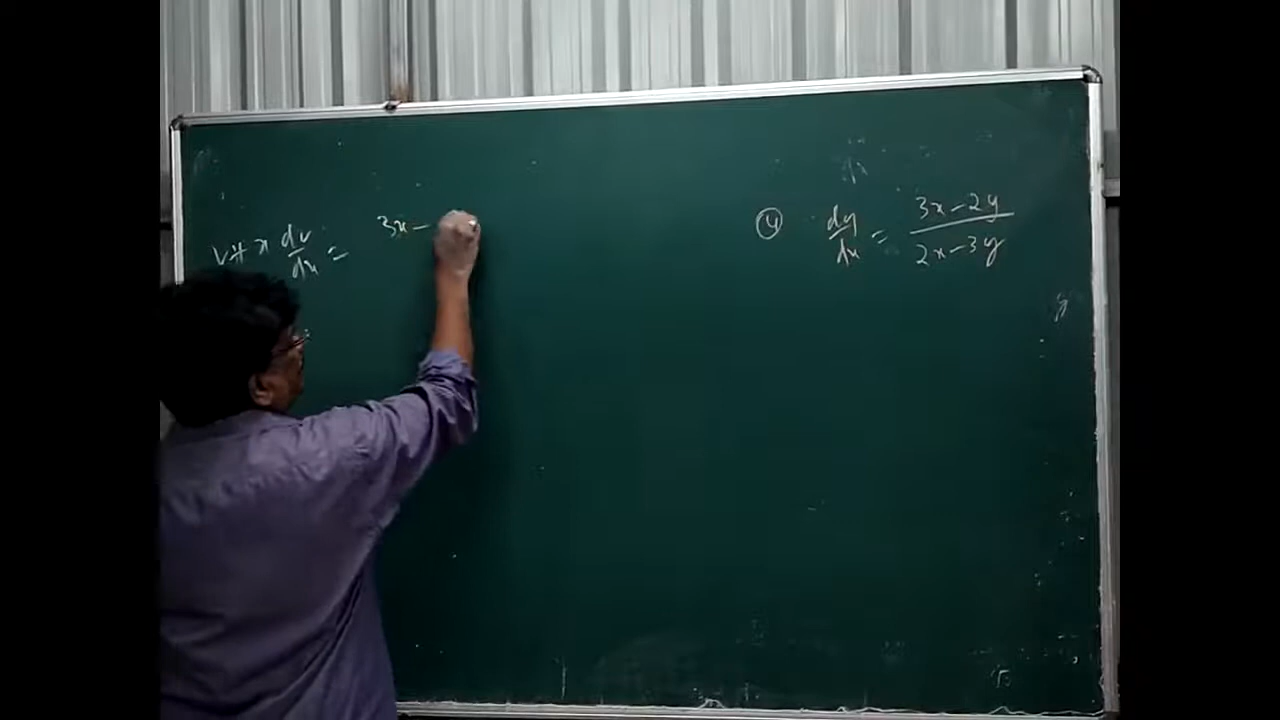 v + x dv/dx = 3x -
④ dy/dx = 3x - 2y / 2x - 3y